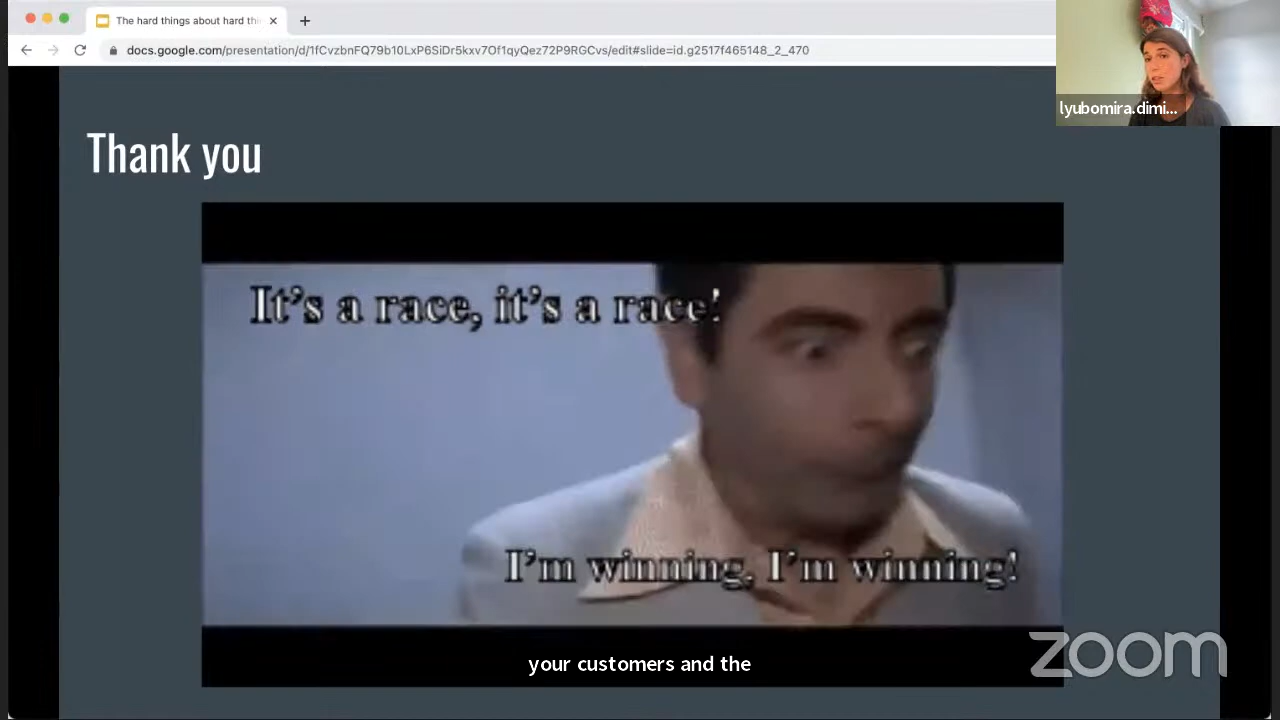 The hard things about hard thi
docs.google.com/presentation/d/1fCvzbnFQ79b10LxP6SiDr5kxv7Of1qyQez72P9RGCvs/edit#slide=id.g2517f465148_2_470
lyubomira.dimi...
Thank you
It's a race, it's a race!
I'm winning, I'm winning!
your customers and the
zoom